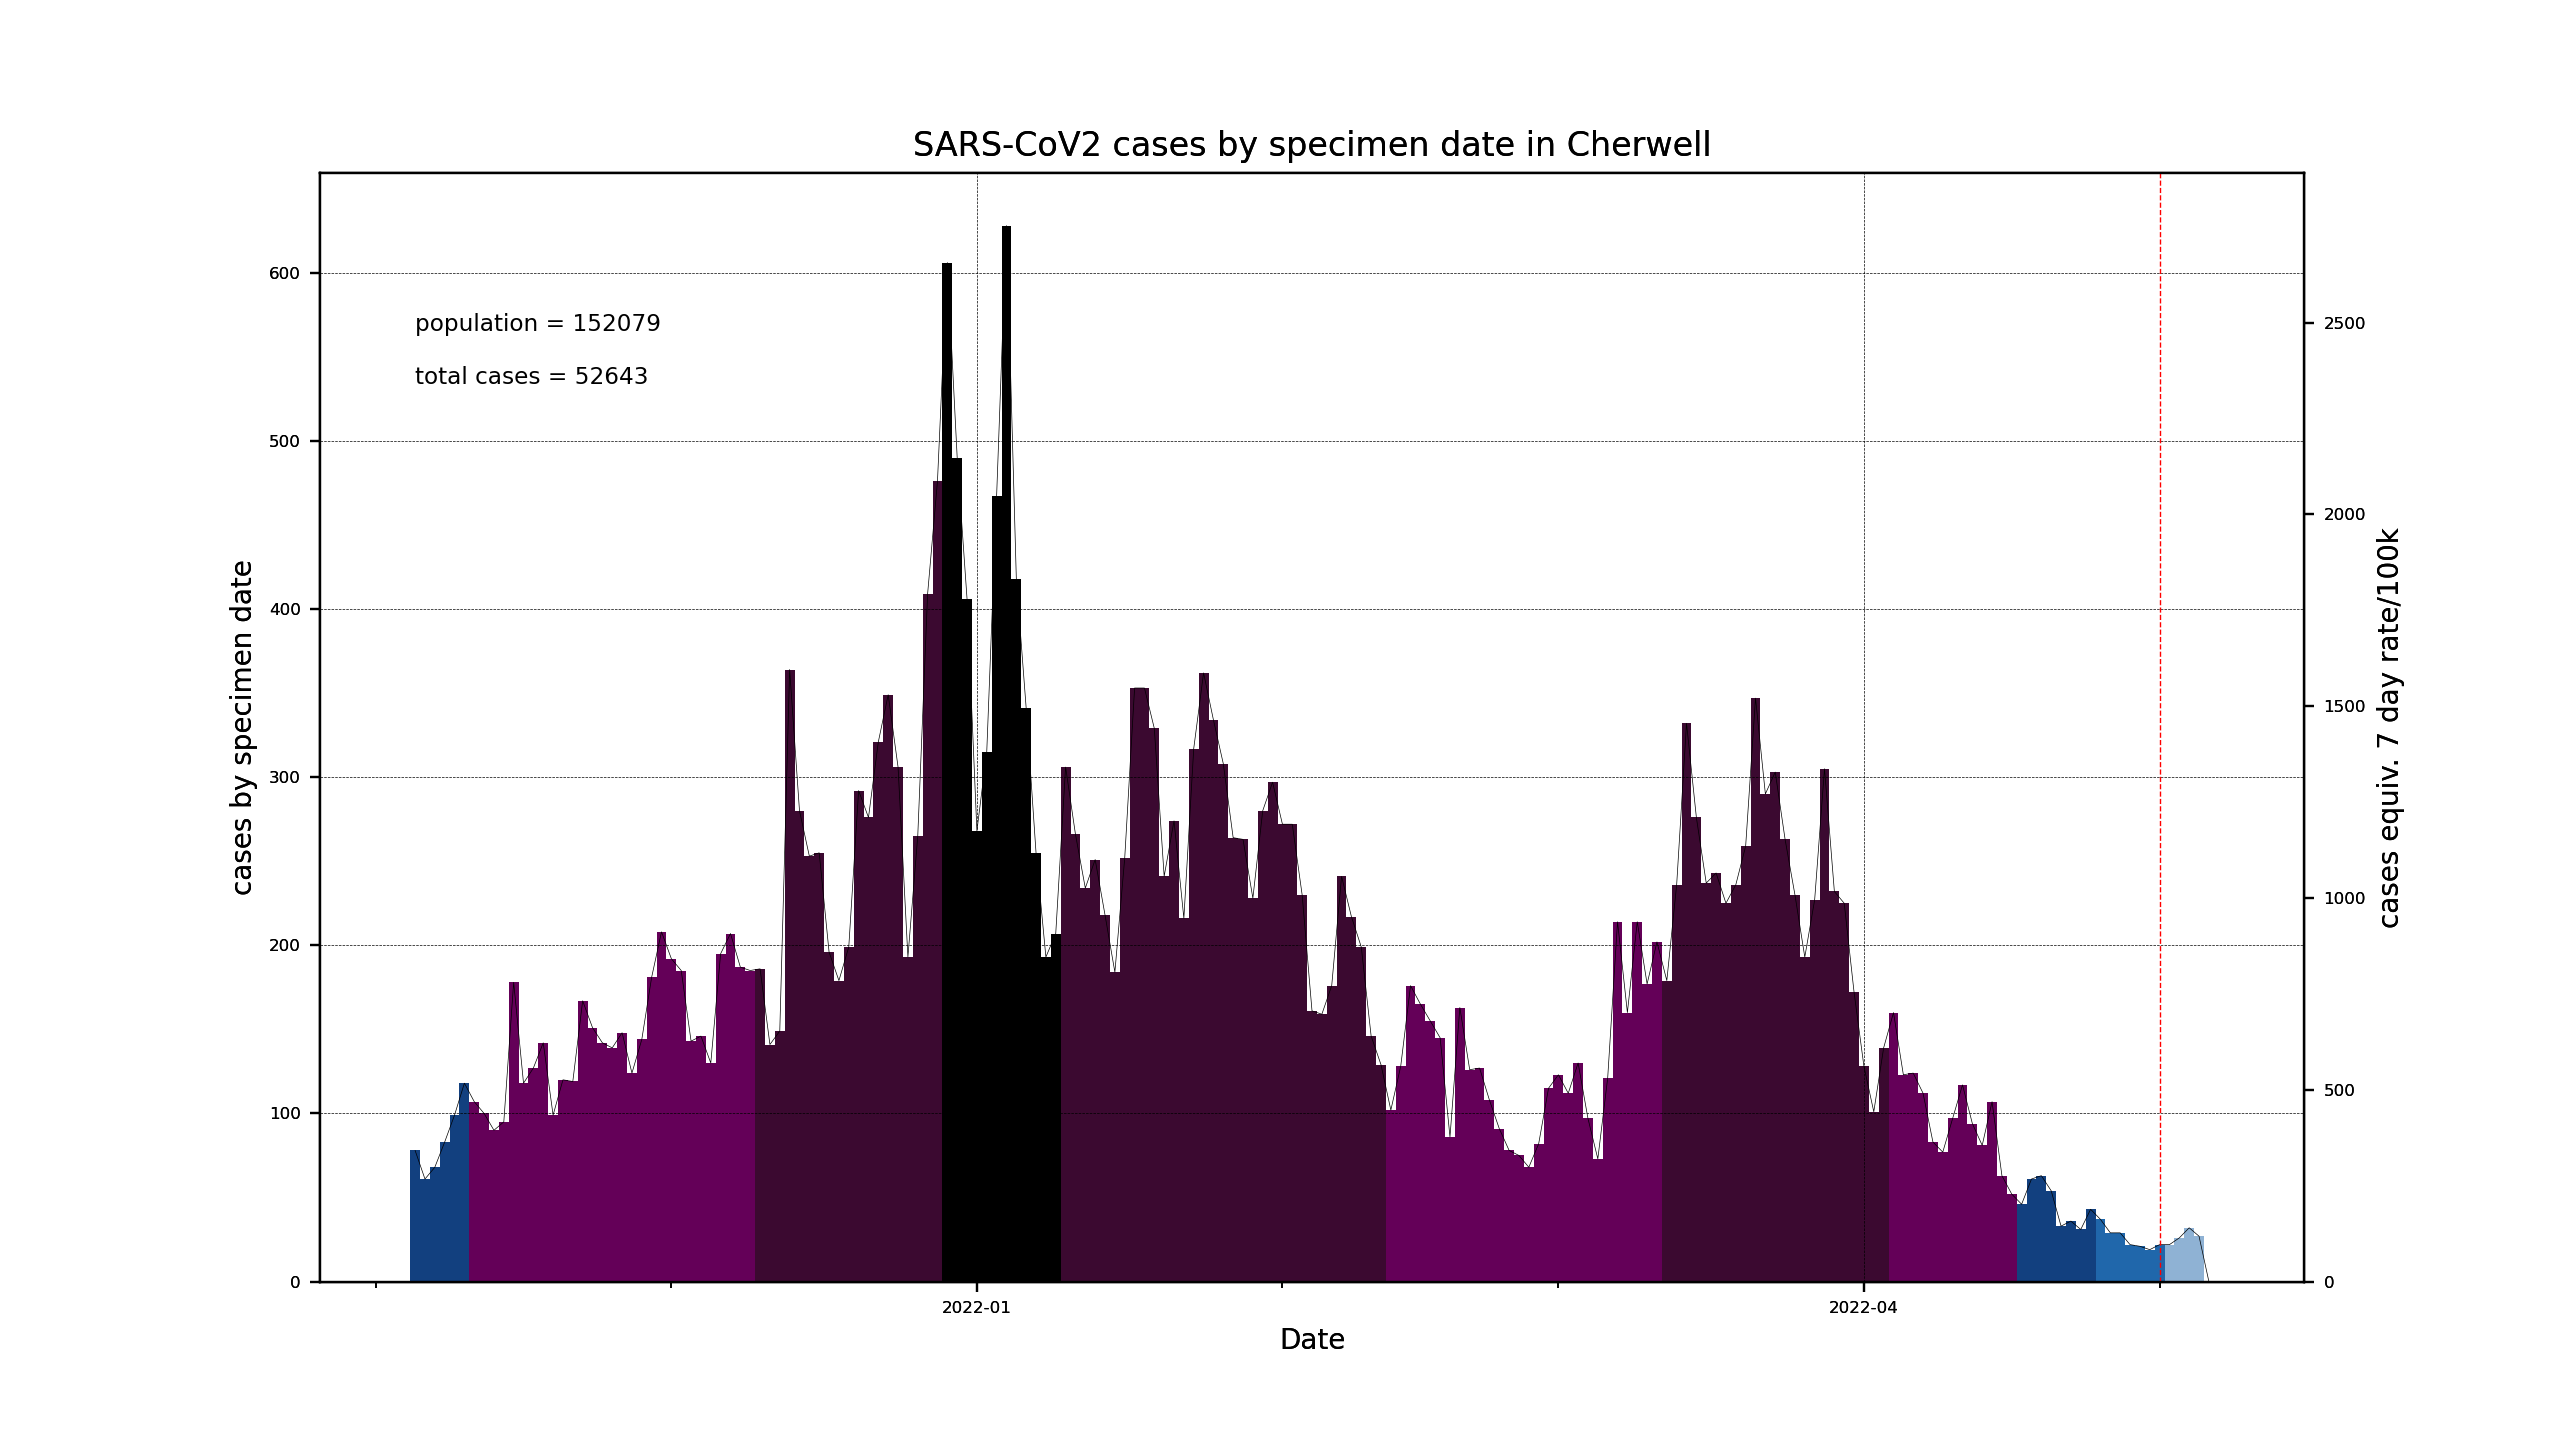 SARS-CoV2 cases by specimen date in Cherwell
population = 152079
total cases = 52643
cases by specimen date
600
500
400
300
200
100
0
2500
2000
1500
1000
500
0
cases equiv. 7 day rate/100k
2022-01
2022-04
Date